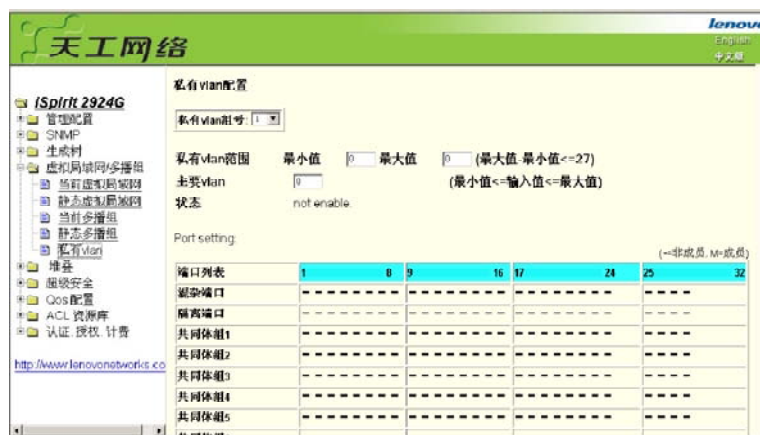 lenovo
English
中文版
天工网络
iSpirit 2924G
管理配置
SNMP
生成树
虚拟局域网/多播组
当前虚拟局域网
静态虚拟局域网
当前多播组
静态多播组
私有vlan
堆叠
超级安全
Qos 配置
ACL 资源库
认证 授权 计费
http://www.lenovonetworks.co
私有vlan配置
私有vlan组号: 1
私有vlan范围 最小值 0 最大值 0 (最大值-最小值<=27)
主要vlan 0 (最小值<=输入值<=最大值)
状态 not enable.
Port setting:
(-=非成员, M=成员)
端口列表 1 8 9 16 17 24 25 32
混杂端口 - - - - - - - - - - - - - - - - - - - - - - - - - - - -
隔离端口 - - - - - - - - - - - - - - - - - - - - - - - - - - - -
共同体组1
共同体组2 - - - - - - - - - - - - - - - - - - - - - - - - - - - -
共同体组3 - - - - - - - - - - - - - - - - - - - - - - - - - - - -
共同体组4 - - - - - - - - - - - - - - - - - - - - - - - - - - - -
共同体组5 - - - - - - - - - - - - - - - - - - - - - - - - - - - -